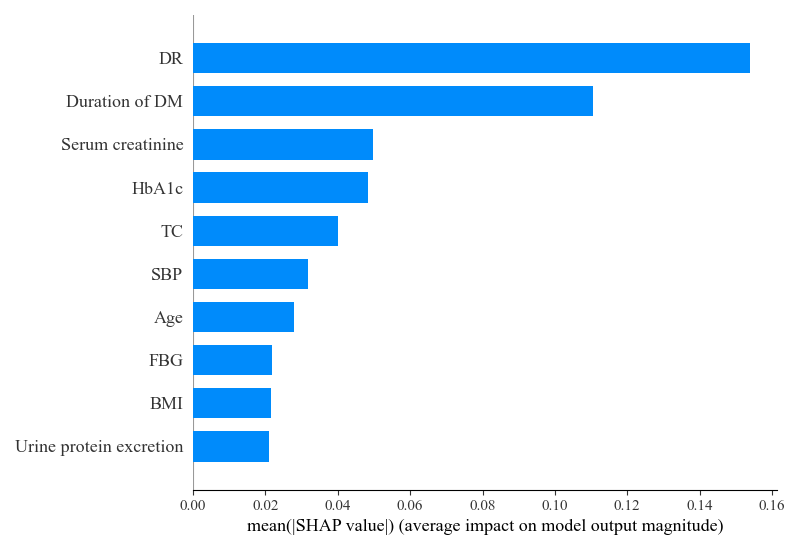 DR
Duration of DM
Serum creatinine
HbA1c
TC
SBP
Age
FBG
BMI
Urine protein excretion
0.00 0.02 0.04 0.06 0.08 0.10 0.12 0.14 0.16
mean(|SHAP value|) (average impact on model output magnitude)